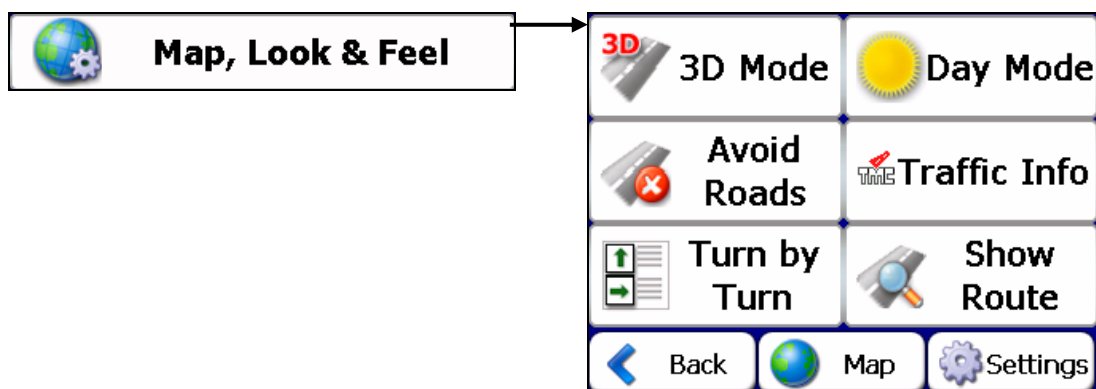 Map, Look & Feel
3D
3D Mode
Day Mode
Avoid
Roads
TMC
Traffic Info
Turn by
Turn
Show
Route
Back
Map
Settings